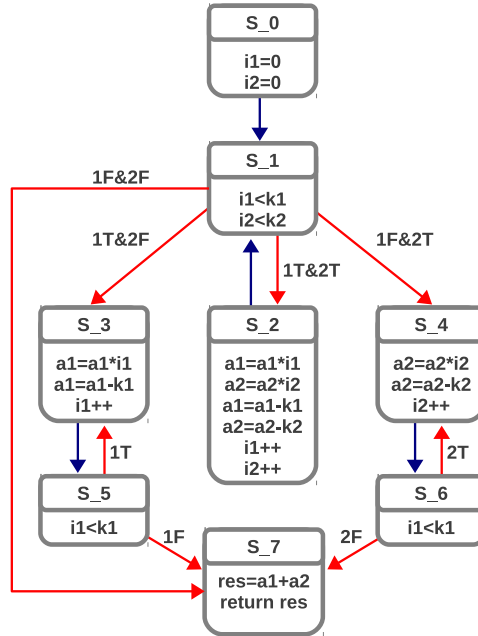 S_0
i1=0
i2=0
S_1
1F&2F
i1<k1
i2<k2
1T&2F
1F&2T
1T&2T
S_3
S_2
S_4
a1=a1*i1
a1=a1-k1
i1++
a1=a1*i1
a2=a2*i2
a1=a1-k1
a2=a2-k2
i1++
i2++
a2=a2*i2
a2=a2-k2
i2++
1T
2T
S_5
S_6
i1<k1
i1<k1
1F
2F
S_7
res=a1+a2
return res